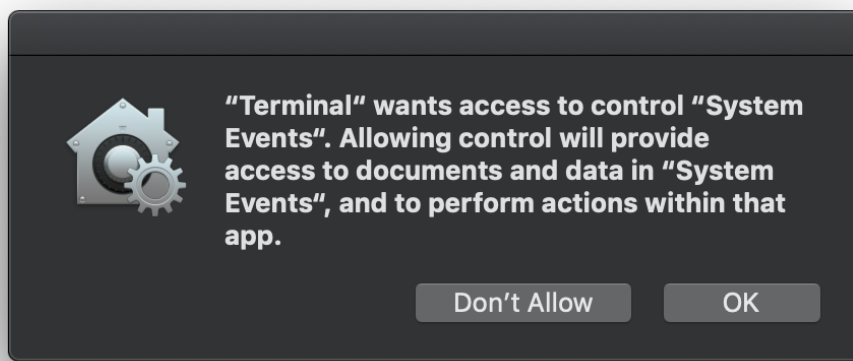 “Terminal“ wants access to control “System
Events“. Allowing control will provide
access to documents and data in “System
Events“, and to perform actions within that
app.
Don’t Allow
OK